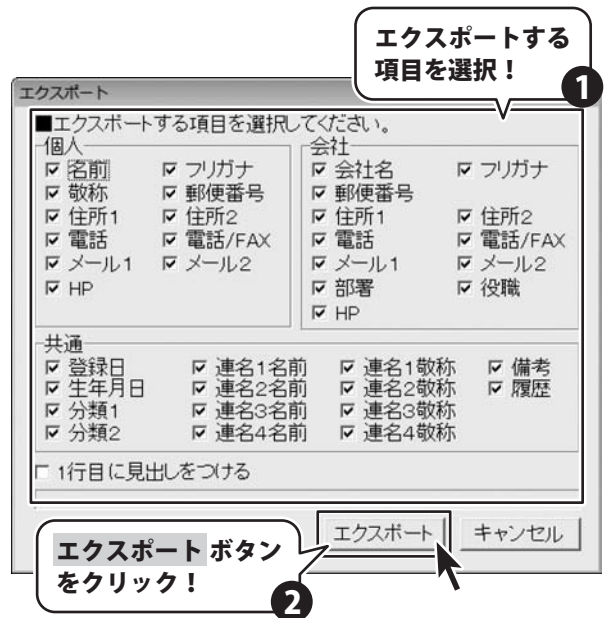 エクスポートする
項目を選択！
1
エクスポート
■エクスポートする項目を選択してください。
個人
名前 フリガナ
敬称 郵便番号
住所1 住所2
電話 電話/FAX
メール1 メール2
HP
会社
会社名 フリガナ
郵便番号
住所1 住所2
電話 電話/FAX
メール1 メール2
部署 役職
HP
共通
登録日 連名1名前 連名1敬称 備考
生年月日 連名2名前 連名2敬称 履歴
分類1 連名3名前 連名3敬称
分類2 連名4名前 連名4敬称
1行目に見出しをつける
エクスポート キャンセル
エクスポート ボタン
をクリック！
2